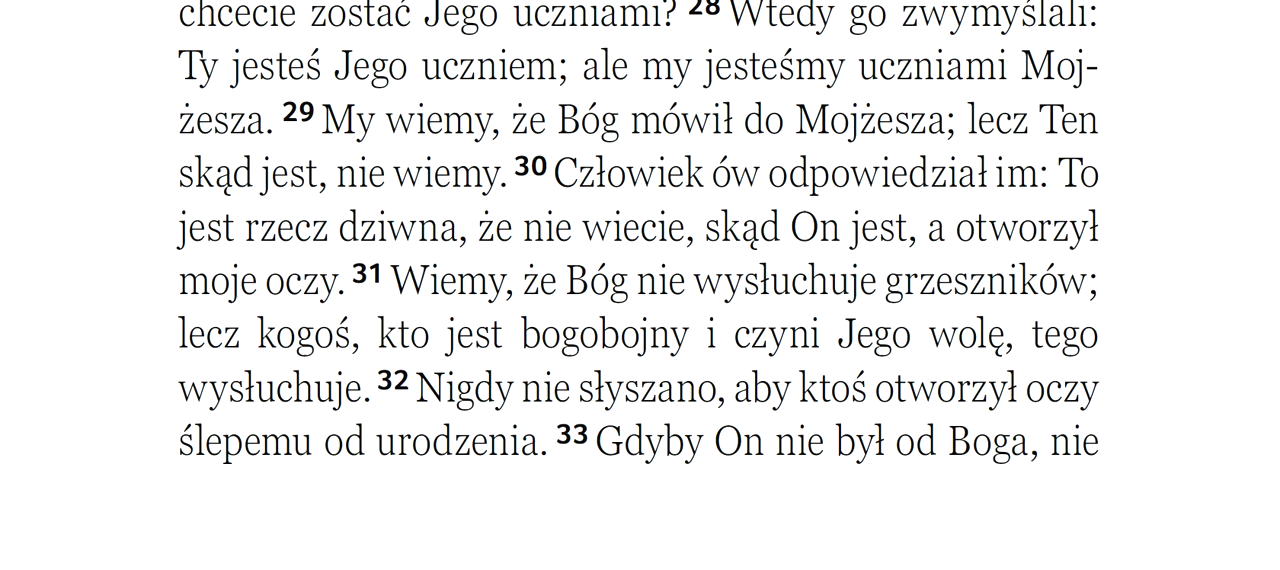 chcecie zostać Jego uczniami? 28 Wtedy go zwymyślali:
Ty jesteś Jego uczniem; ale my jesteśmy uczniami Moj-
żesza. 29 My wiemy, że Bóg mówił do Mojżesza; lecz Ten
skąd jest, nie wiemy. 30 Człowiek ów odpowiedział im: To
jest rzecz dziwna, że nie wiecie, skąd On jest, a otworzył
moje oczy. 31 Wiemy, że Bóg nie wysłuchuje grzeszników;
lecz kogoś, kto jest bogobojny i czyni Jego wolę, tego
wysłuchuje. 32 Nigdy nie słyszano, aby ktoś otworzył oczy
ślepemu od urodzenia. 33 Gdyby On nie był od Boga, nie